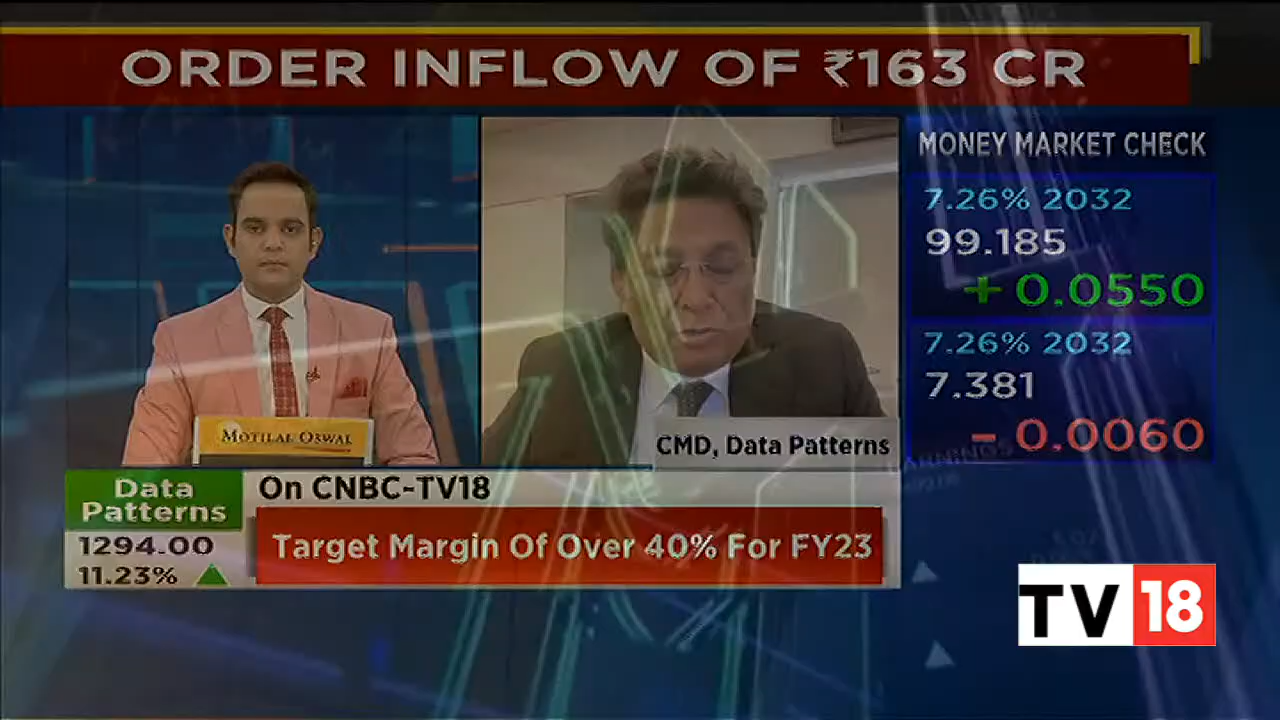 ORDER INFLOW OF ₹163 CR
MONEY MARKET CHECK
7.26% 2032
99.185
+ 0.0550
7.26% 2032
7.381
- 0.0060
MOTILAL OSWAL
CMD, Data Patterns
Data
Patterns
1294.00
11.23%
On CNBC-TV18
Target Margin Of Over 40% For FY23
TV18